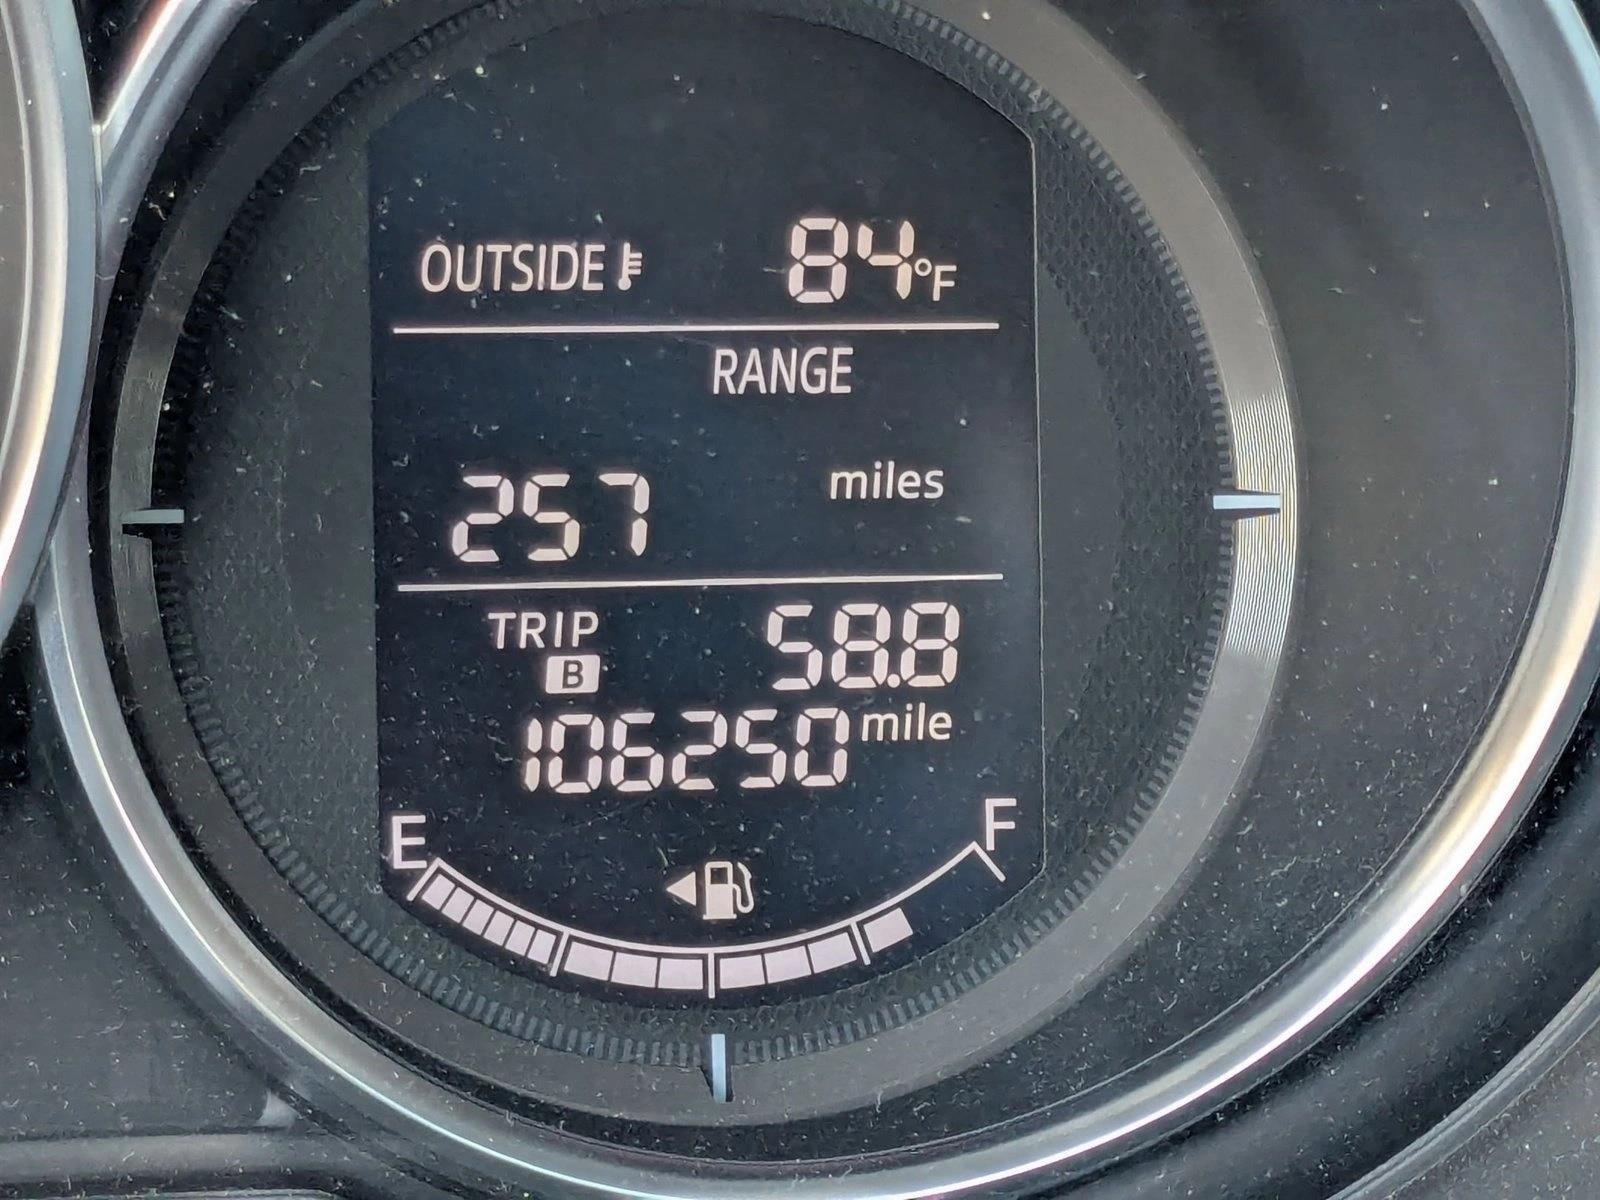 OUTSIDE 84°F
RANGE
257 miles
TRIP B 58.8
106250 mile
E F